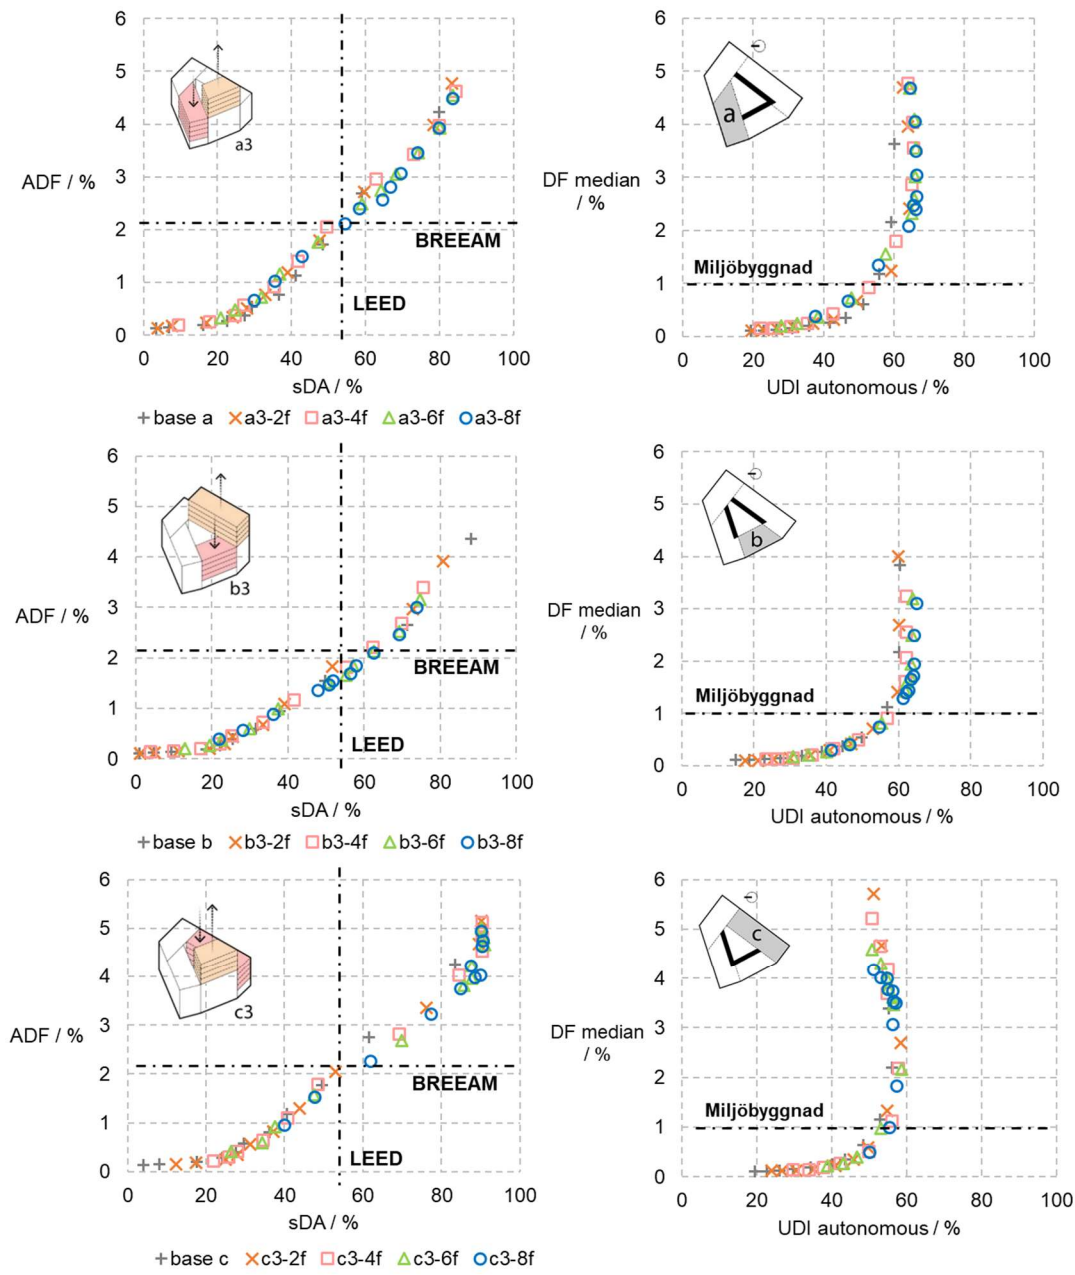 6
5
4
3
2
1
0
ADF / %
a3
BREEAM
LEED
0 20 40 60 80 100
sDA / %
base a a3-2f a3-4f a3-6f a3-8f
6
5
4
3
2
1
0
DF median
/ %
a
Miljöbyggnad
0 20 40 60 80 100
UDI autonomous / %
6
5
4
3
2
1
0
ADF / %
b3
BREEAM
LEED
0 20 40 60 80 100
sDA / %
base b b3-2f b3-4f b3-6f b3-8f
6
5
4
3
2
1
0
DF median
/ %
b
Miljöbyggnad
0 20 40 60 80 100
UDI autonomous / %
6
5
4
3
2
1
0
ADF / %
c3
BREEAM
LEED
0 20 40 60 80 100
sDA / %
base c c3-2f c3-4f c3-6f c3-8f
6
5
4
3
2
1
0
DF median
/ %
c
Miljöbyggnad
0 20 40 60 80 100
UDI autonomous / %